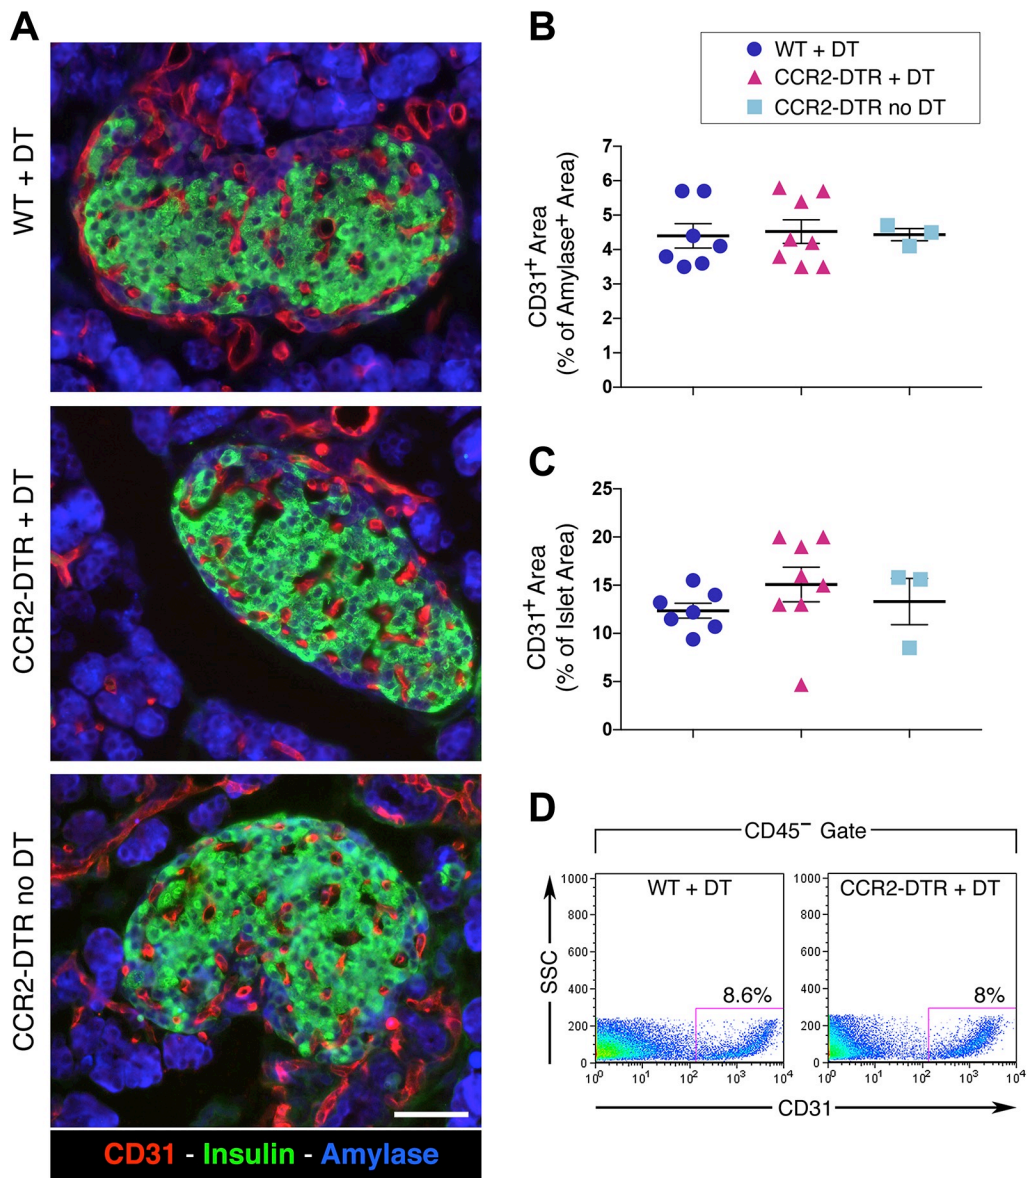 A
WT + DT
CCR2-DTR + DT
CCR2-DTR no DT
CD31 - Insulin - Amylase
B
WT + DT
CCR2-DTR + DT
CCR2-DTR no DT
CD31+ Area
(% of Amylase+ Area)
7
6
5
4
3
2
1
0
C
CD31+ Area
(% of Islet Area)
25
20
15
10
5
0
D
CD45− Gate
WT + DT
CCR2-DTR + DT
SSC
1000
800
600
400
200
0
8.6%
10⁰ 10¹ 10² 10³ 10⁴
1000
800
600
400
200
0
8%
10⁰ 10¹ 10² 10³ 10⁴
CD31